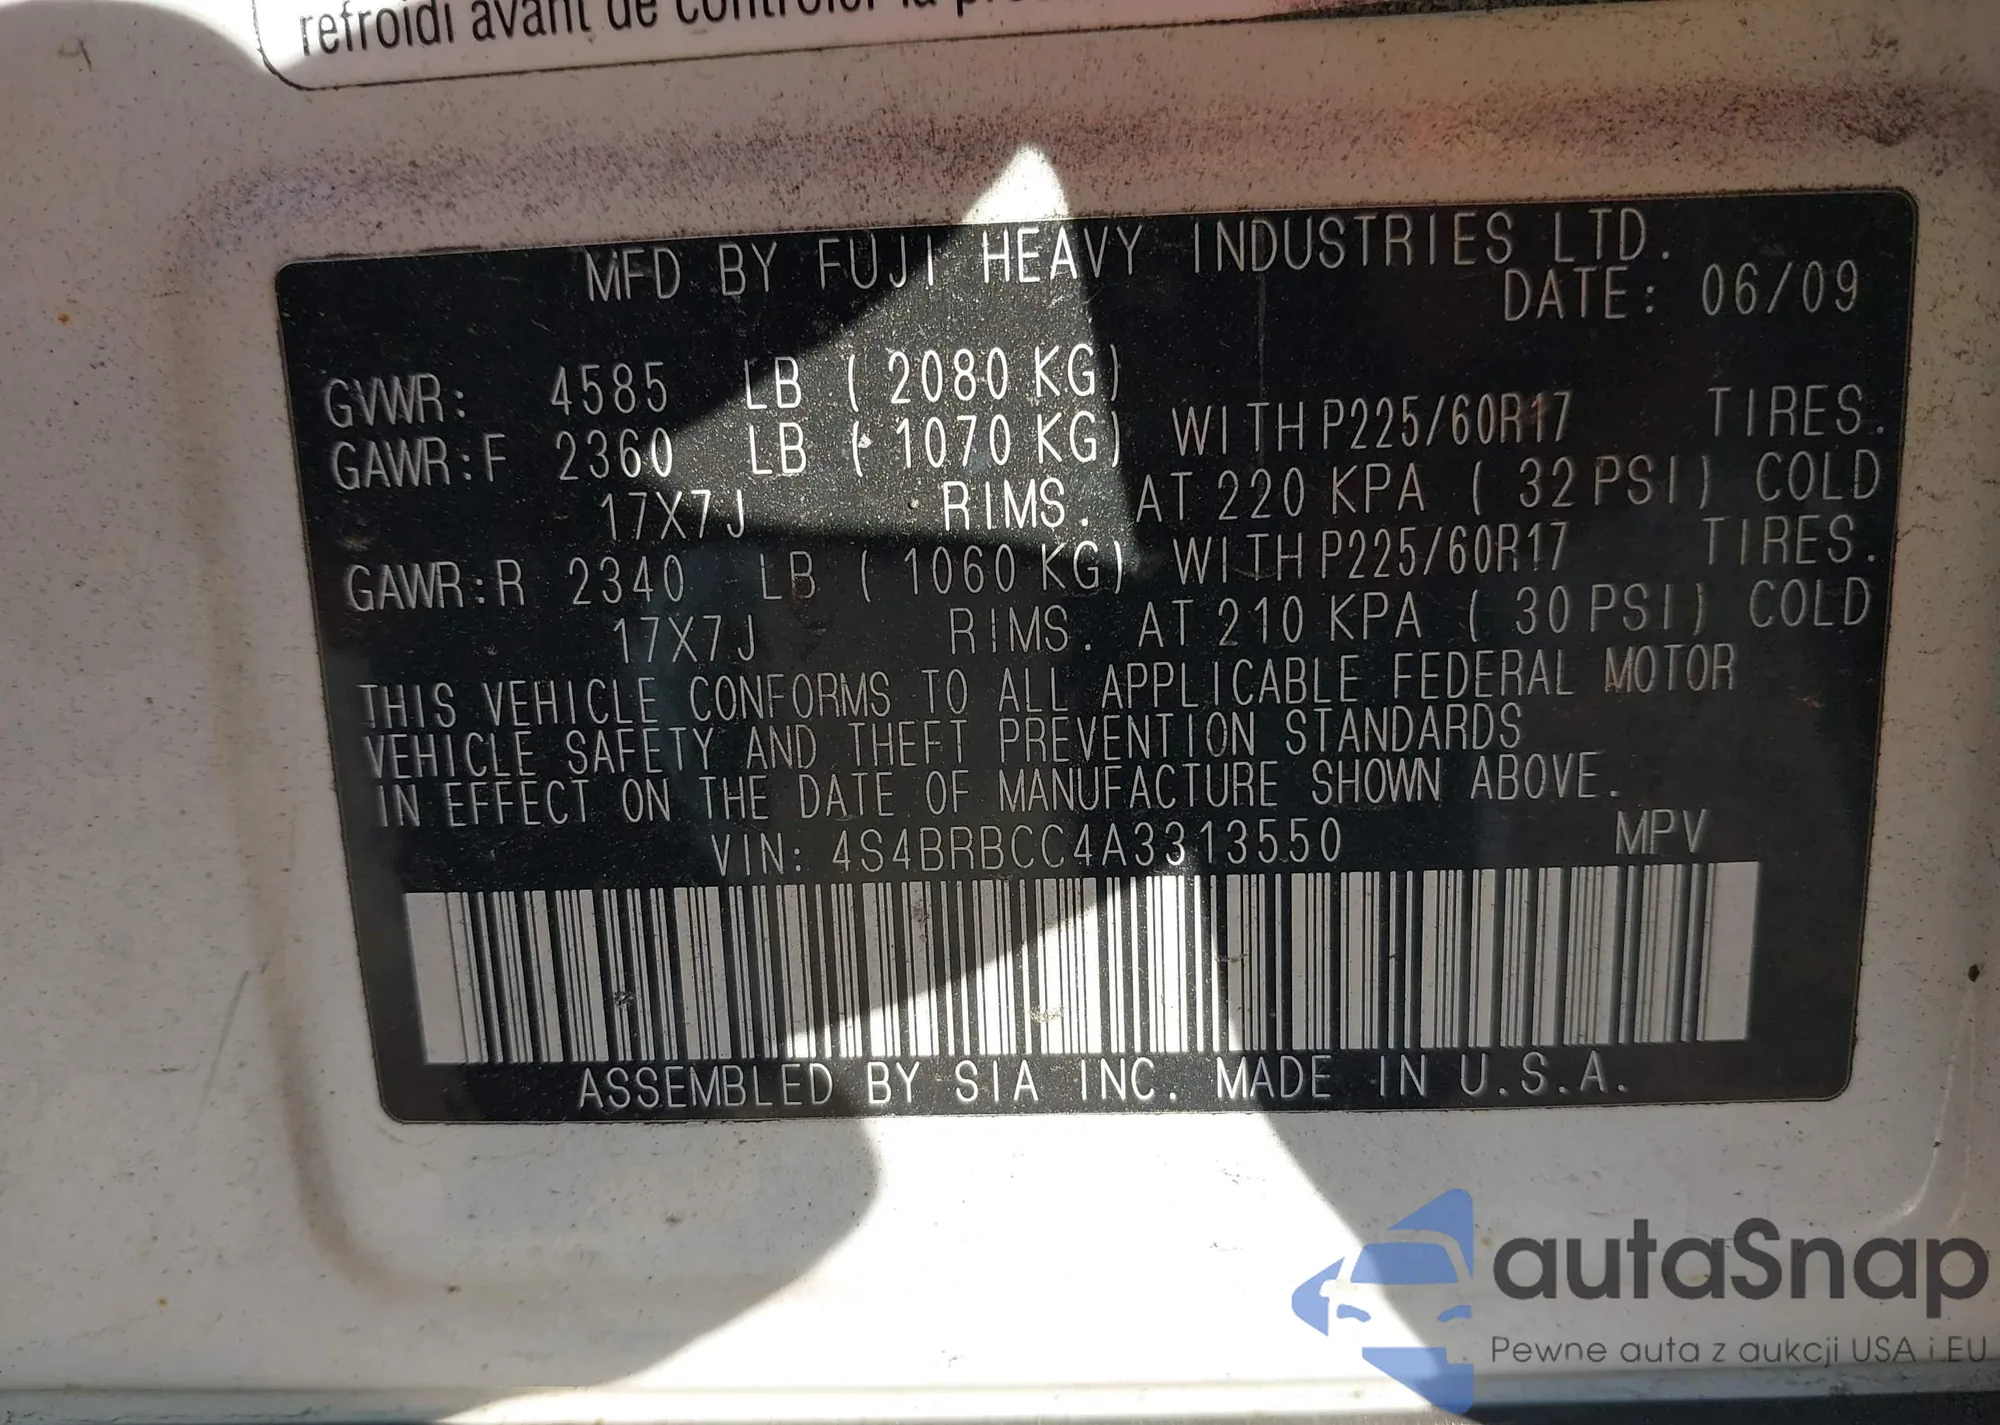 refroidi avant de contrôler la
MFD BY FUJI HEAVY INDUSTRIES LTD.
DATE: 06/09
GVWR: 4585 LB ( 2080 KG)
GAWR:F 2360 LB ( 1070 KG) WITH P225/60R17 TIRES.
17X7J RIMS. AT 220 KPA ( 32 PSI) COLD
GAWR:R 2340 LB ( 1060 KG) WITH P225/60R17 TIRES.
17X7J RIMS. AT 210 KPA ( 30 PSI) COLD
THIS VEHICLE CONFORMS TO ALL APPLICABLE FEDERAL MOTOR
VEHICLE SAFETY AND THEFT PREVENTION STANDARDS
IN EFFECT ON THE DATE OF MANUFACTURE SHOWN ABOVE.
VIN: 4S4BRBCC4A3313550 MPV
ASSEMBLED BY SIA INC. MADE IN U.S.A.
autaSnap
Pewne auta z aukcji USA i EU